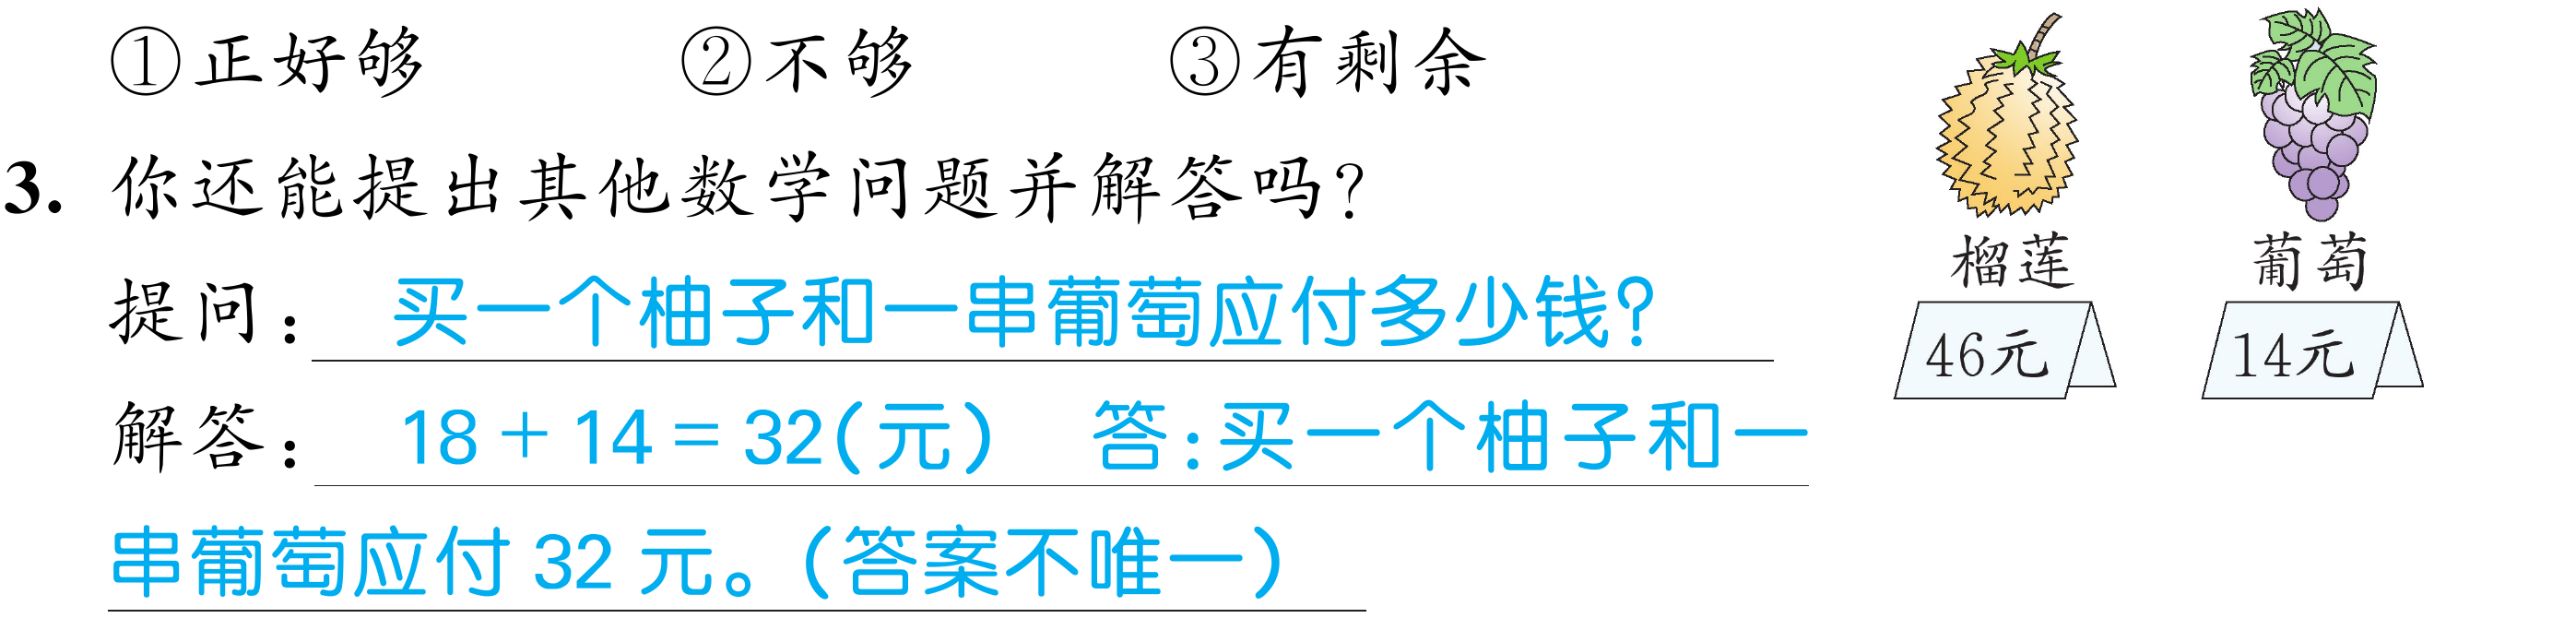 ①正好够 ②不够 ③有剩余
3. 你还能提出其他数学问题并解答吗?
提问：买一个柚子和一串葡萄应付多少钱?
解答：18+14=32(元) 答:买一个柚子和一
串葡萄应付 32 元。(答案不唯一)
榴莲 葡萄
46元 14元